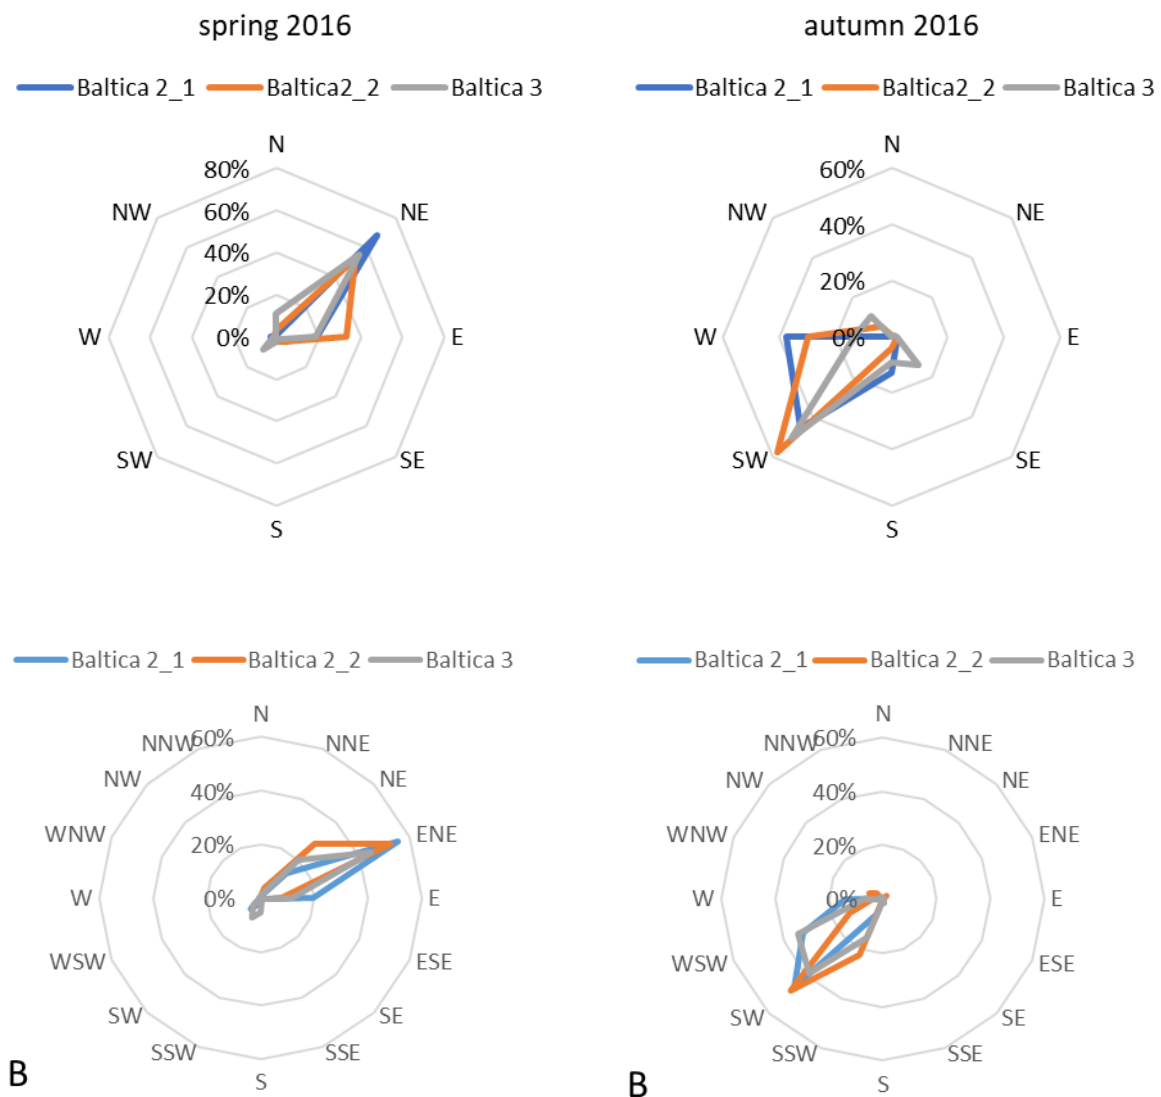 spring 2016
autumn 2016
Baltica 2_1 Baltica2_2 Baltica 3
Baltica 2_1 Baltica2_2 Baltica 3
N
80%
NW
NE
60%
40%
20%
W
0%
E
SW
SE
S
N
60%
NW
NE
40%
20%
W
0%
E
SW
SE
S
Baltica 2_1 Baltica 2_2 Baltica 3
Baltica 2_1 Baltica 2_2 Baltica 3
N
NNW
60%
NNE
NW
NE
40%
WNW
20%
ENE
W
0%
E
WSW
ESE
SW
SE
SSW
SSE
S
B
N
NNW
60%
NNE
NW
NE
40%
WNW
20%
ENE
W
0%
E
WSW
ESE
SW
SE
SSW
SSE
S
B